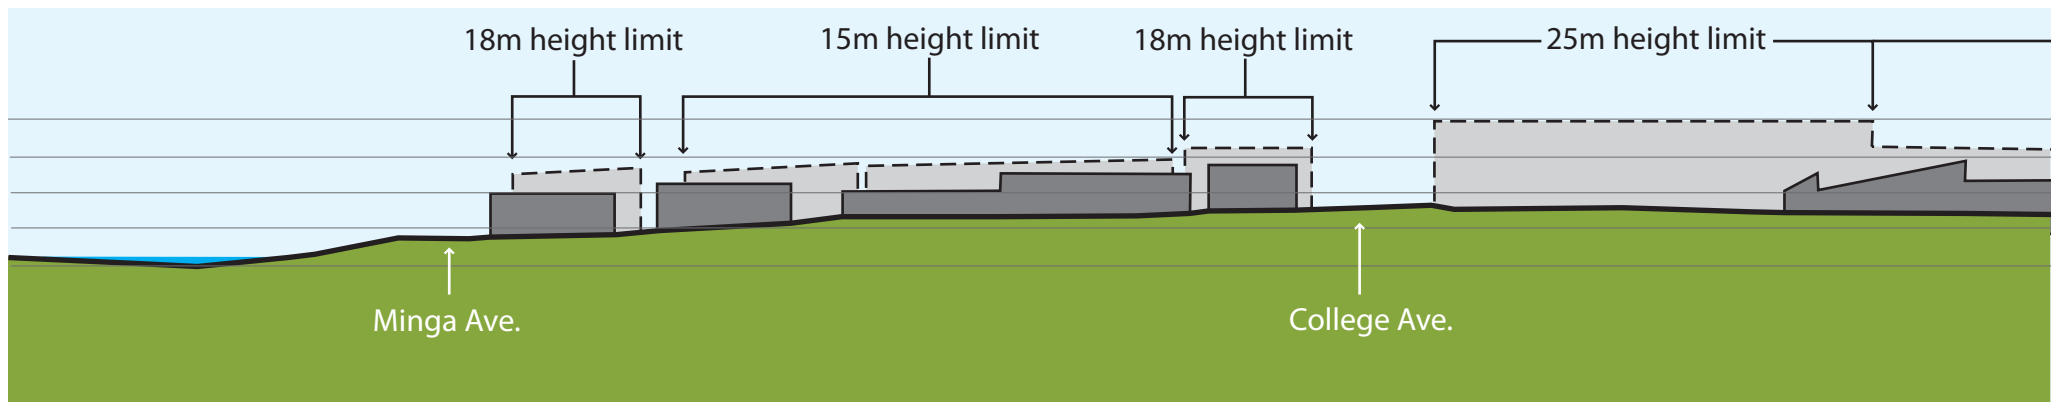 18m height limit
15m height limit
18m height limit
25m height limit
Minga Ave.
College Ave.